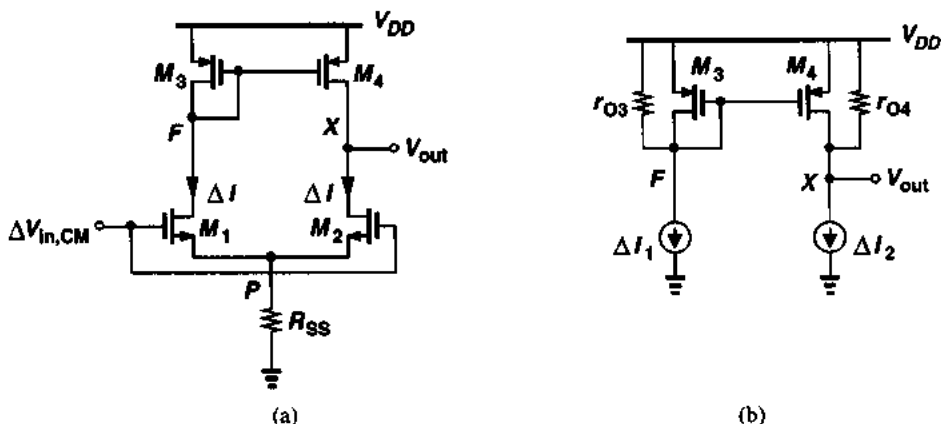 V_DD
M_3
M_4
F
X
V_out
ΔI
ΔI
ΔV_in,CM
M_1
M_2
P
R_SS
(a)
V_DD
M_3
M_4
r_O3
r_O4
F
X
V_out
ΔI_1
ΔI_2
(b)